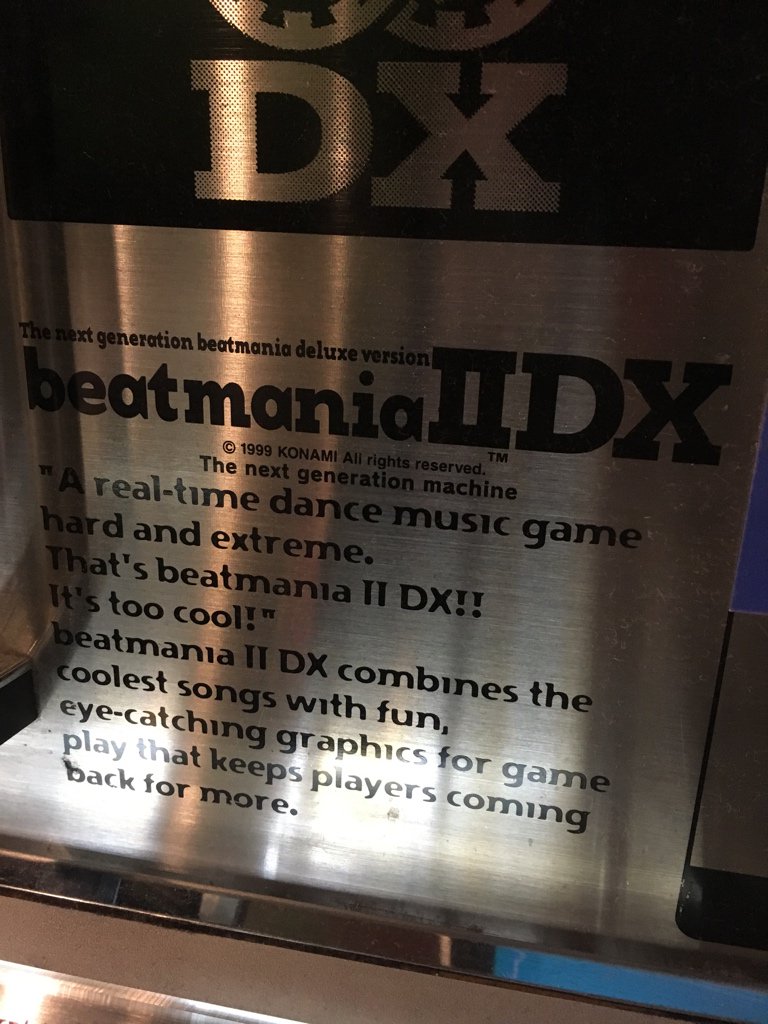 DX
The next generation beatmania deluxe version
beatmania II DX
™
© 1999 KONAMI All rights reserved.
The next generation machine
"A real-time dance music game
hard and extreme.
That's beatmania II DX!!
It's too cool!"
beatmania II DX combines the
coolest songs with fun,
eye-catching graphics for game
play that keeps players coming
back for more.